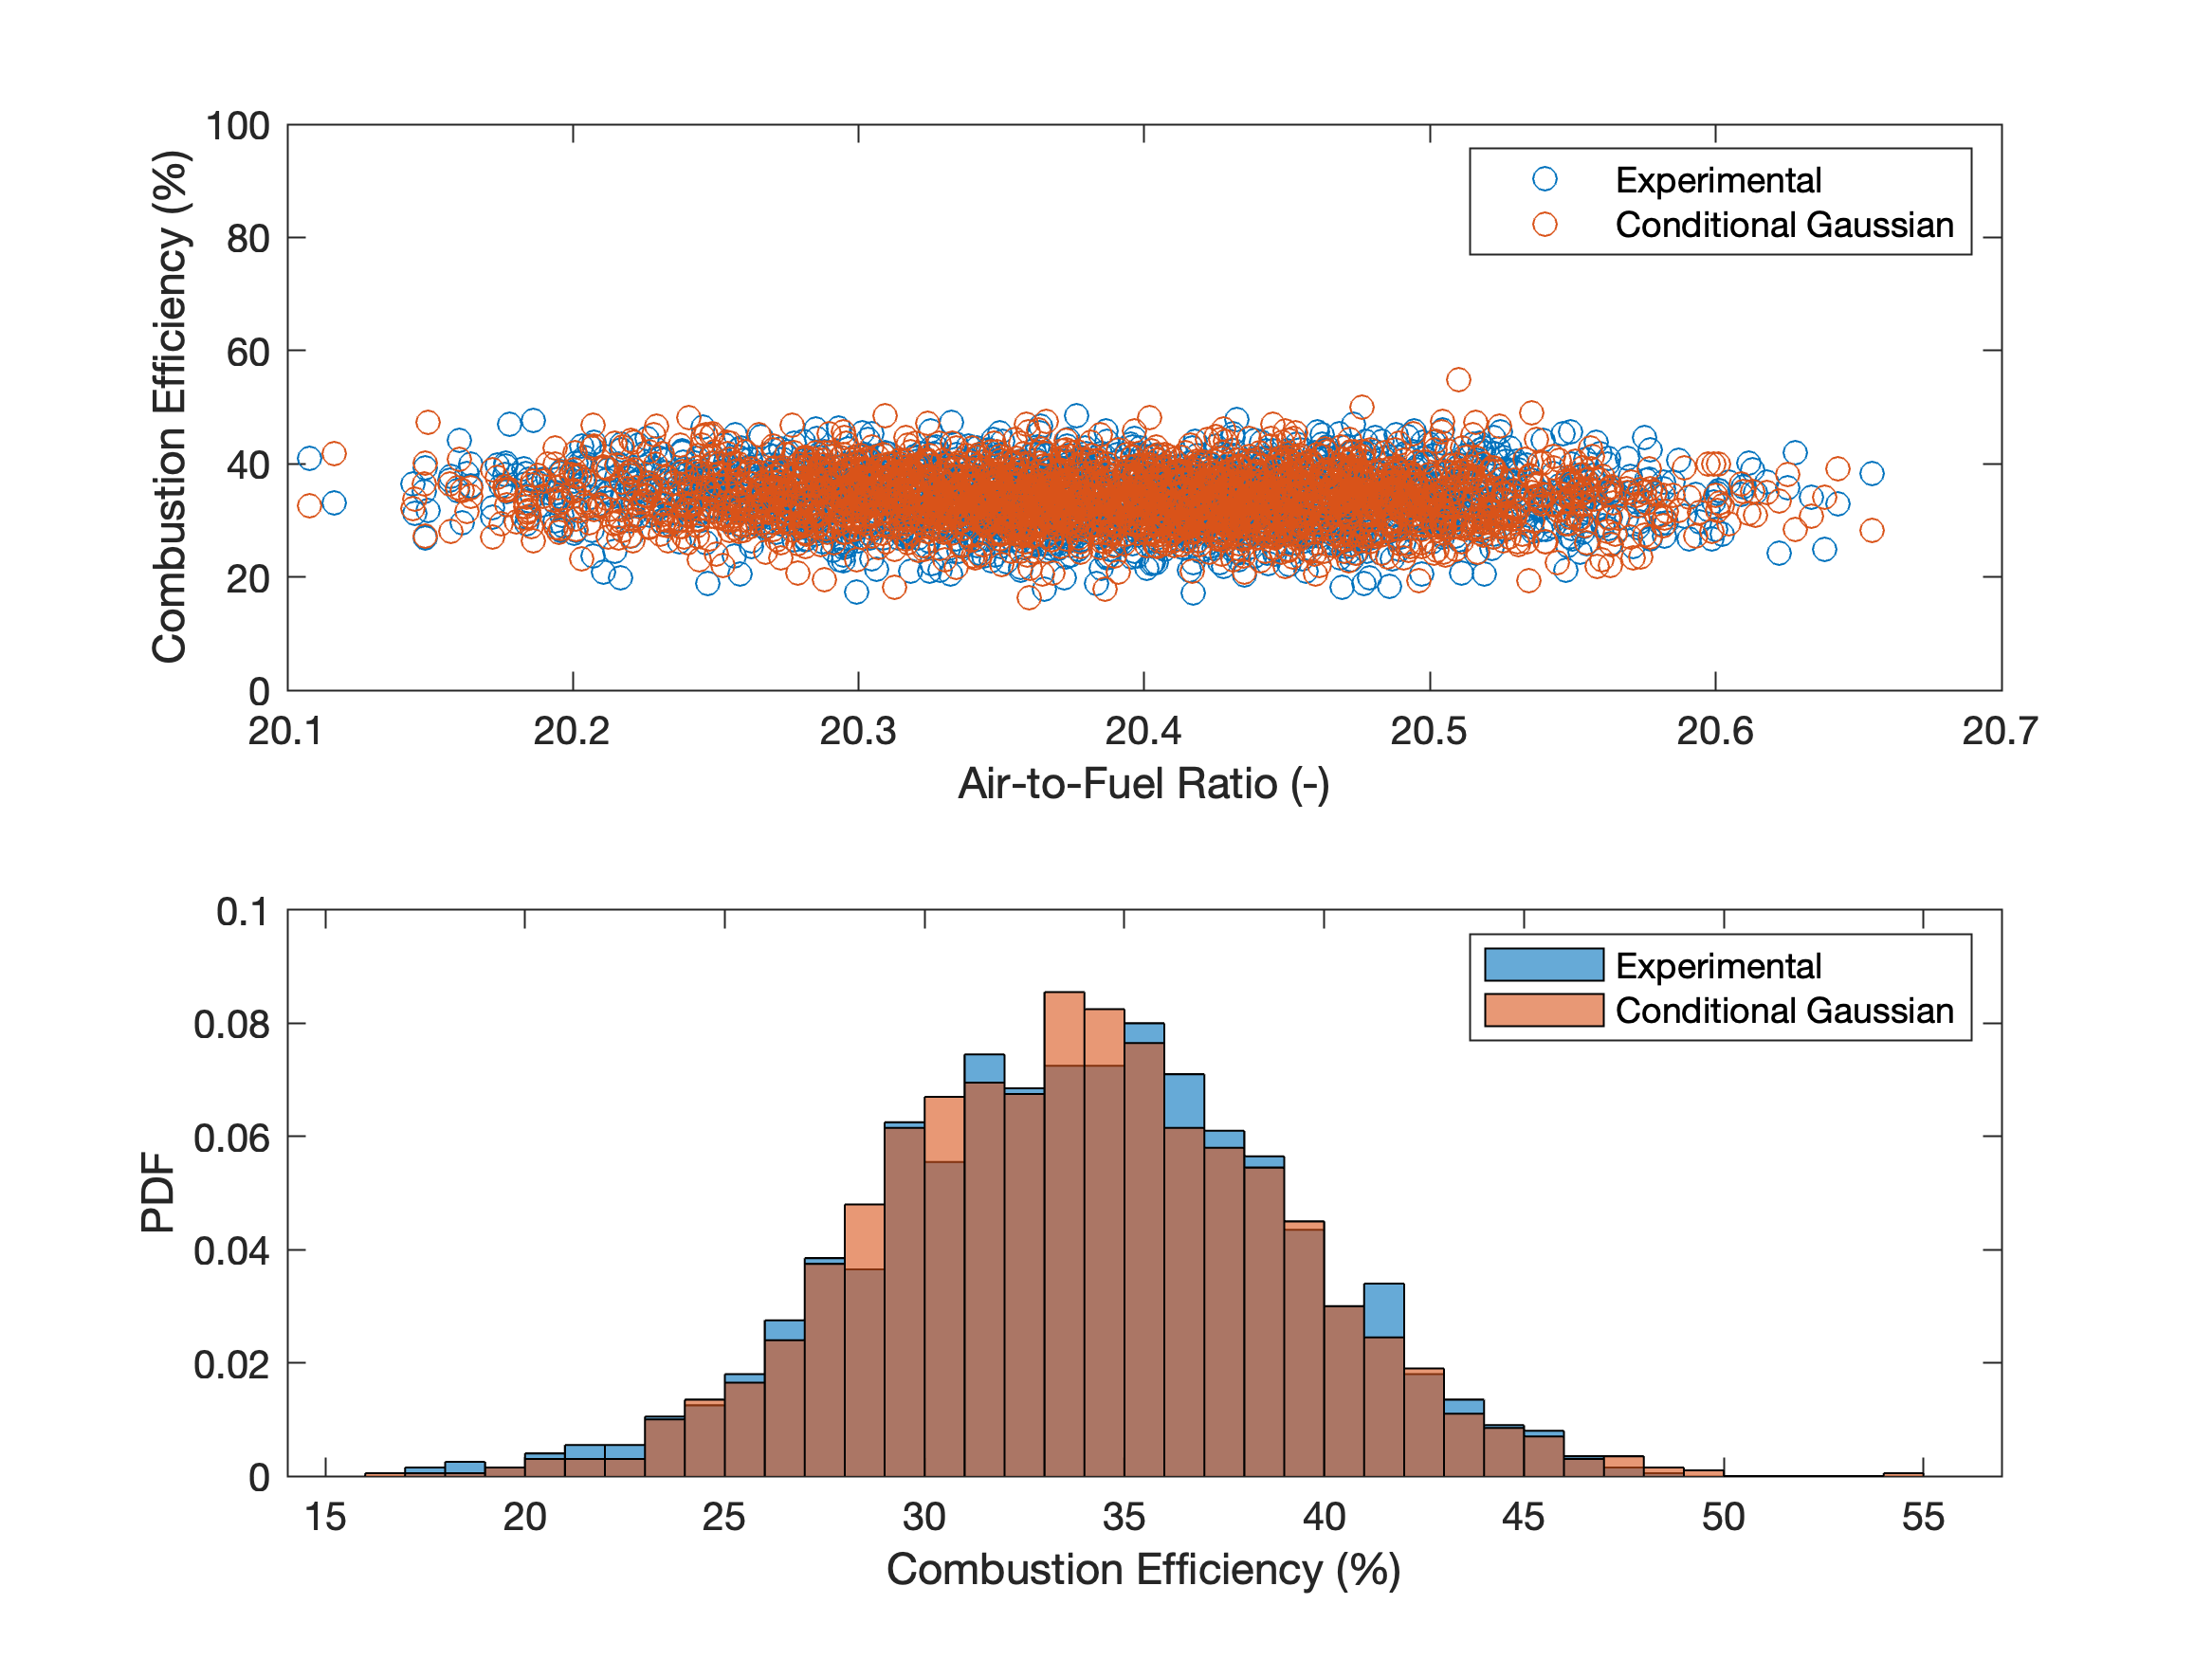 100
80
60
40
20
0
Combustion Efficiency (%)
Experimental
Conditional Gaussian
20.1 20.2 20.3 20.4 20.5 20.6 20.7
Air-to-Fuel Ratio (-)
0.1
0.08
0.06
0.04
0.02
0
PDF
Experimental
Conditional Gaussian
15 20 25 30 35 40 45 50 55
Combustion Efficiency (%)